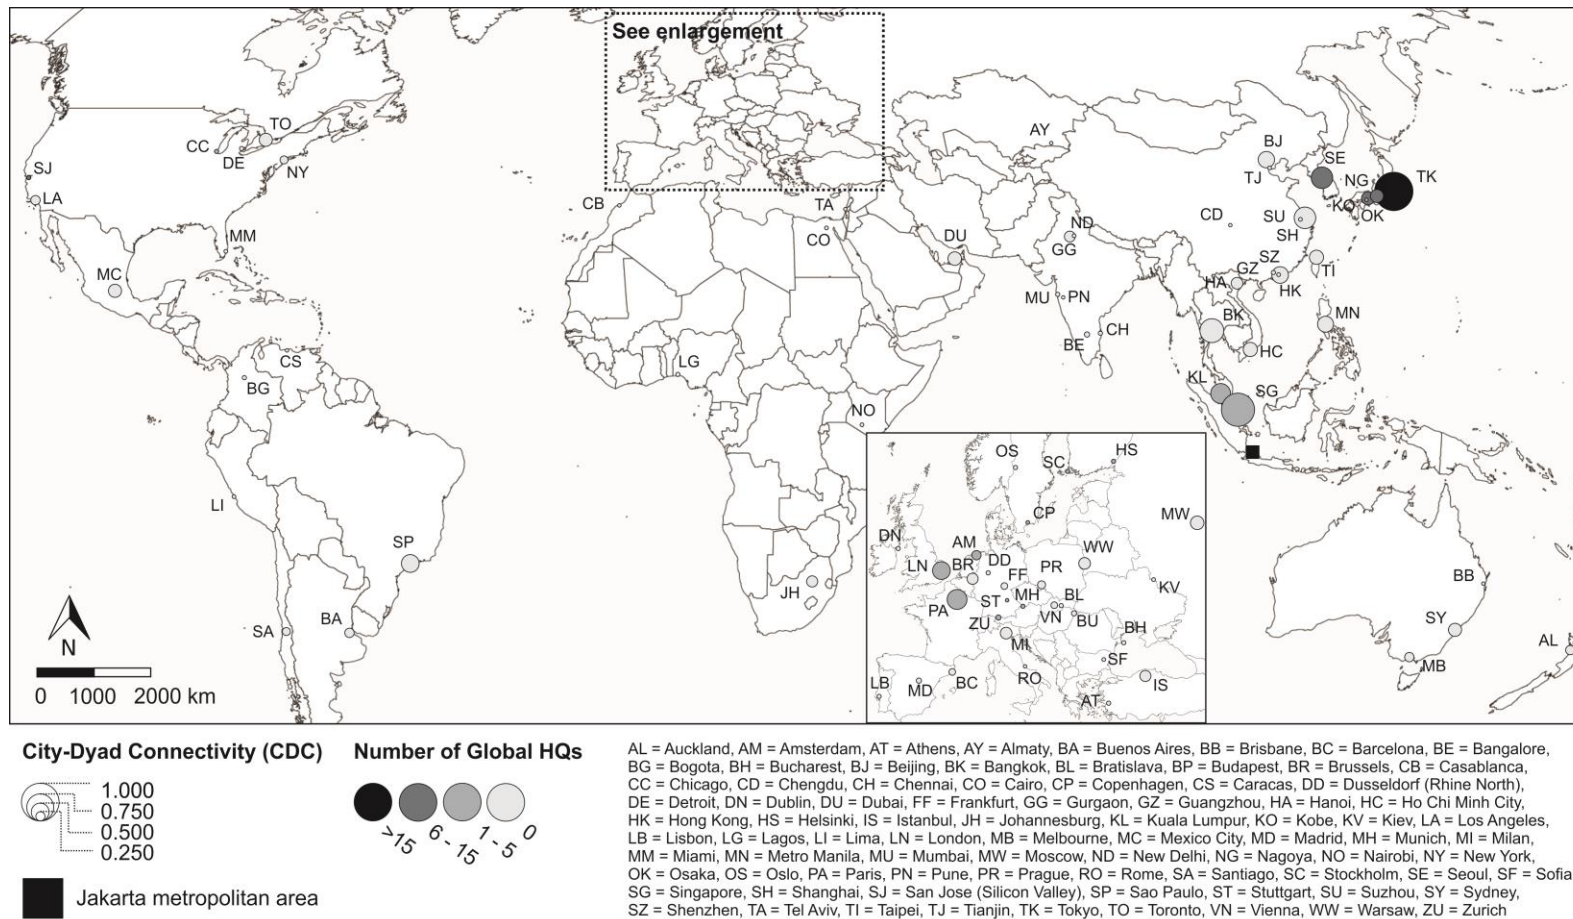 See enlargement
TO
CC
DE
NY
SJ
LA
MM
MC
CS
BG
LI
SP
SA
BA
N
0 1000 2000 km
CB
TA
CO
LG
NO
JH
DU
AY
ND
GG
MU
PN
BE
CH
CD
BJ
TJ
SE
NG
TK
KO
OK
SU
SH
SZ
GZ
HK
TI
HA
BK
HC
MN
KL
SG
BB
SY
MB
AL
OS
SC
HS
CP
MW
DN
AM
DD
WW
LN
BR
FF
PR
KV
PA
ST
MH
BL
ZU
VN
BU
BH
MI
SF
RO
IS
LB
MD
BC
AT
City-Dyad Connectivity (CDC)
1.000
0.750
0.500
0.250
Jakarta metropolitan area
Number of Global HQs
>15
6 - 15
1 - 5
0
AL = Auckland, AM = Amsterdam, AT = Athens, AY = Almaty, BA = Buenos Aires, BB = Brisbane, BC = Barcelona, BE = Bangalore,
BG = Bogota, BH = Bucharest, BJ = Beijing, BK = Bangkok, BL = Bratislava, BP = Budapest, BR = Brussels, CB = Casablanca,
CC = Chicago, CD = Chengdu, CH = Chennai, CO = Cairo, CP = Copenhagen, CS = Caracas, DD = Dusseldorf (Rhine North),
DE = Detroit, DN = Dublin, DU = Dubai, FF = Frankfurt, GG = Gurgaon, GZ = Guangzhou, HA = Hanoi, HC = Ho Chi Minh City,
HK = Hong Kong, HS = Helsinki, IS = Istanbul, JH = Johannesburg, KL = Kuala Lumpur, KO = Kobe, KV = Kiev, LA = Los Angeles,
LB = Lisbon, LG = Lagos, LI = Lima, LN = London, MB = Melbourne, MC = Mexico City, MD = Madrid, MH = Munich, MI = Milan,
MM = Miami, MN = Metro Manila, MU = Mumbai, MW = Moscow, ND = New Delhi, NG = Nagoya, NO = Nairobi, NY = New York,
OK = Osaka, OS = Oslo, PA = Paris, PN = Pune, PR = Prague, RO = Rome, SA = Santiago, SC = Stockholm, SE = Seoul, SF = Sofia
SG = Singapore, SH = Shanghai, SJ = San Jose (Silicon Valley), SP = Sao Paulo, ST = Stuttgart, SU = Suzhou, SY = Sydney,
SZ = Shenzhen, TA = Tel Aviv, TI = Taipei, TJ = Tianjin, TK = Tokyo, TO = Toronto, VN = Vienna, WW = Warsaw, ZU = Zurich